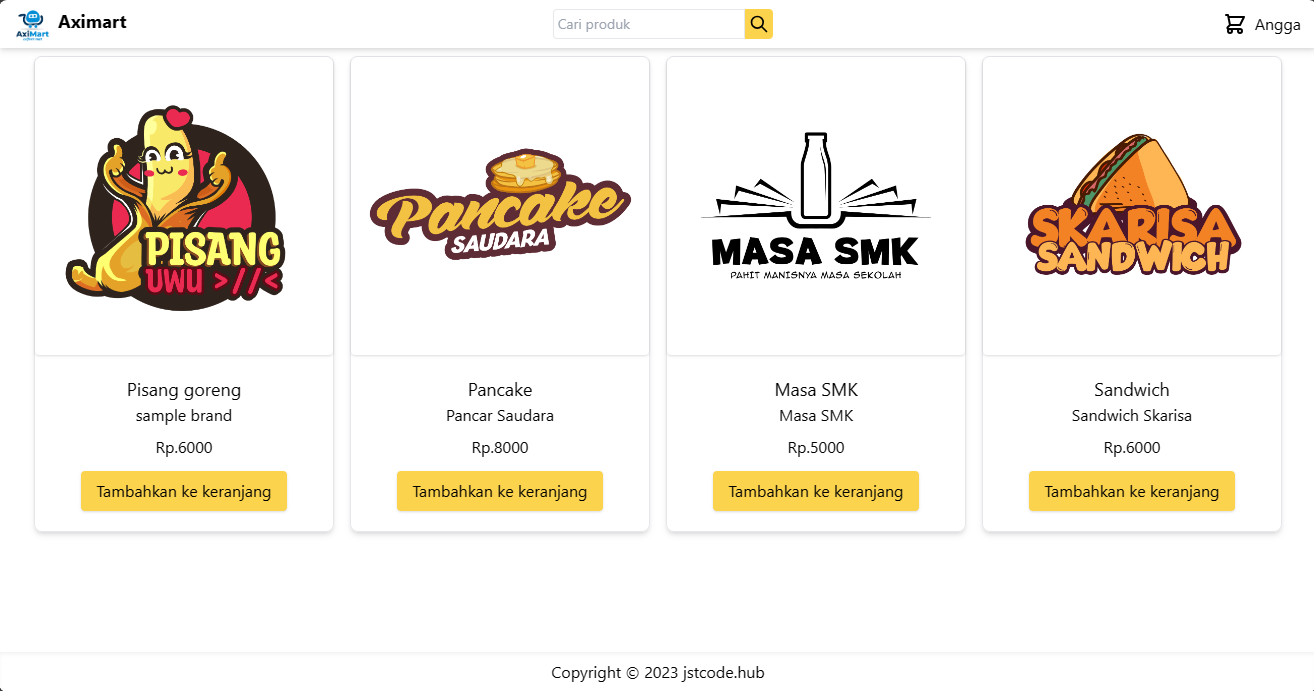 AxiMart
Aximart
Cari produk
Angga
PISANG
UWU >//<
Pancake
SAUDARA
MASA SMK
PAHIT MANISNYA MASA SEKOLAH
SKARISA
SANDWICH
Pisang goreng
sample brand
Rp.6000
Tambahkan ke keranjang
Pancake
Pancar Saudara
Rp.8000
Tambahkan ke keranjang
Masa SMK
Masa SMK
Rp.5000
Tambahkan ke keranjang
Sandwich
Sandwich Skarisa
Rp.6000
Tambahkan ke keranjang
Copyright © 2023 jstcode.hub